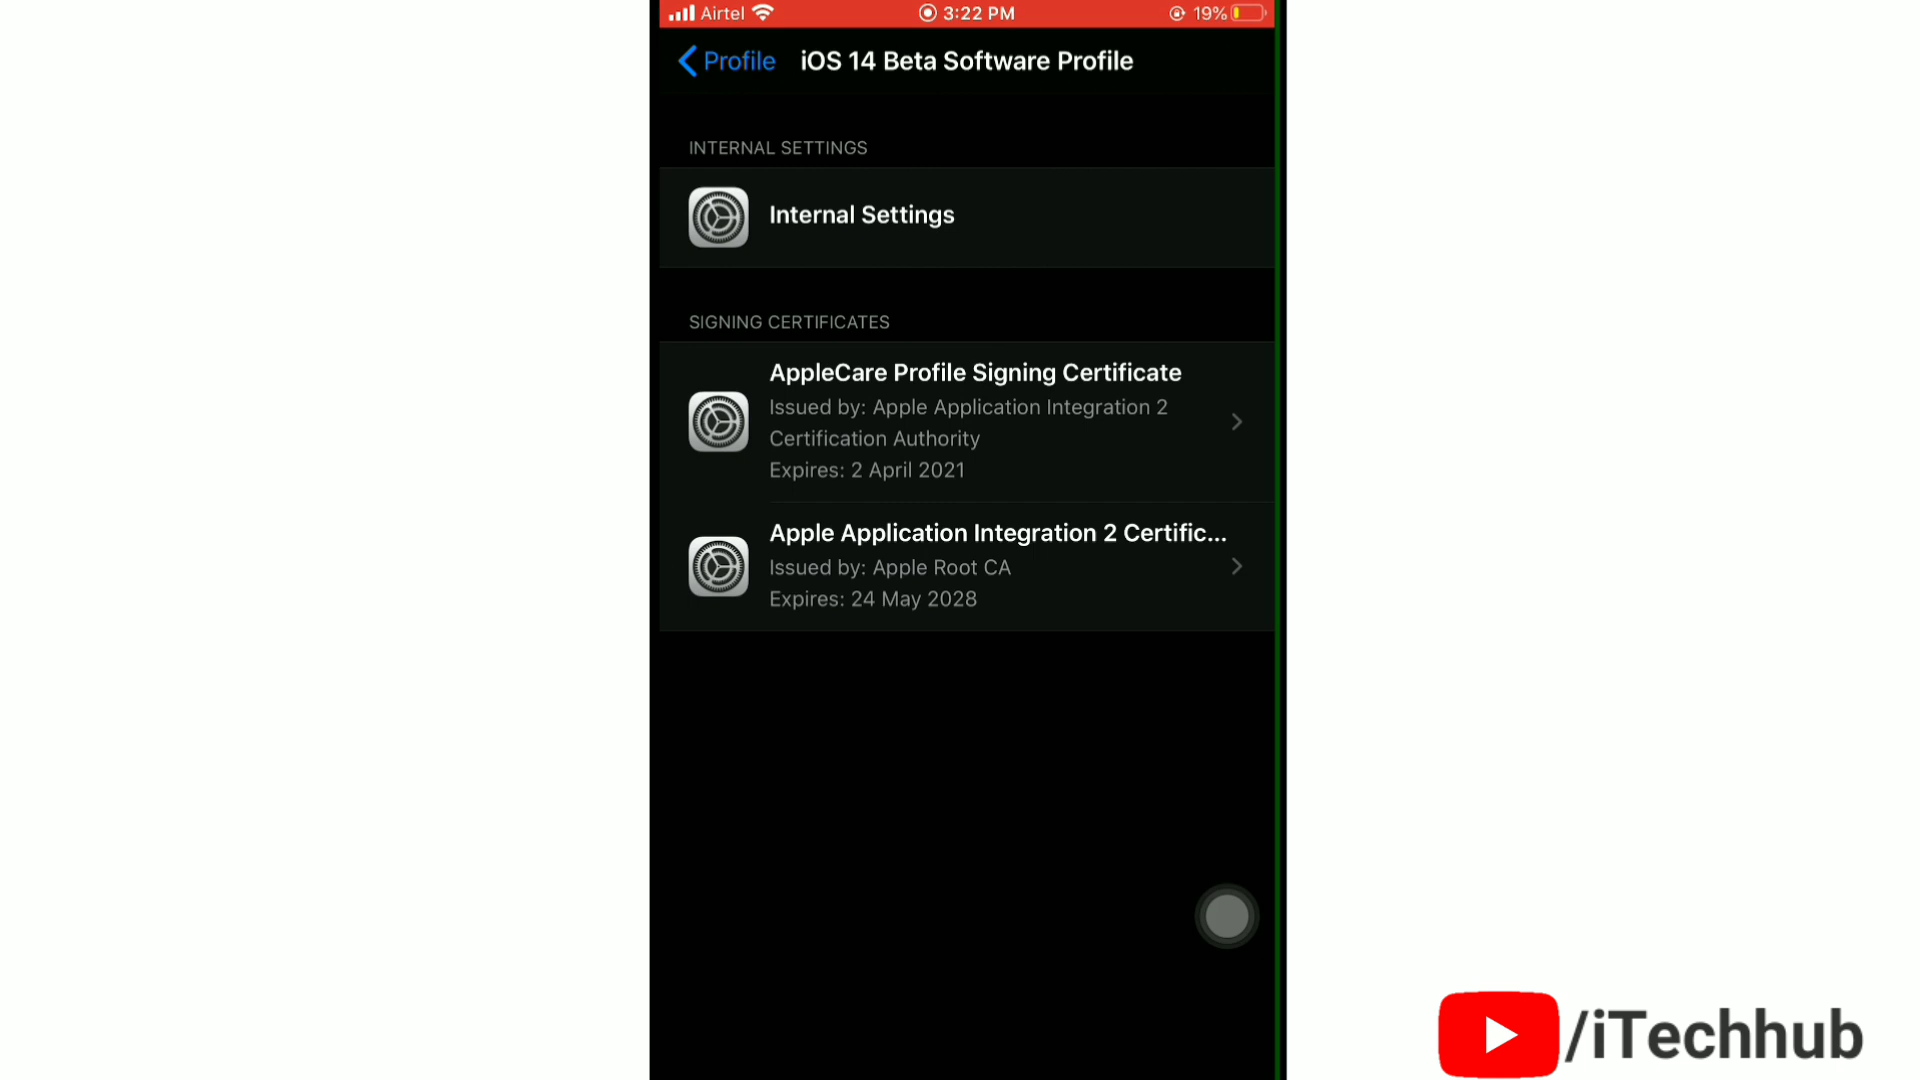 Airtel 3:22 PM 19%
Profile iOS 14 Beta Software Profile
INTERNAL SETTINGS
Internal Settings
SIGNING CERTIFICATES
AppleCare Profile Signing Certificate
Issued by: Apple Application Integration 2
Certification Authority
Expires: 2 April 2021
Apple Application Integration 2 Certific...
Issued by: Apple Root CA
Expires: 24 May 2028
/iTechhub